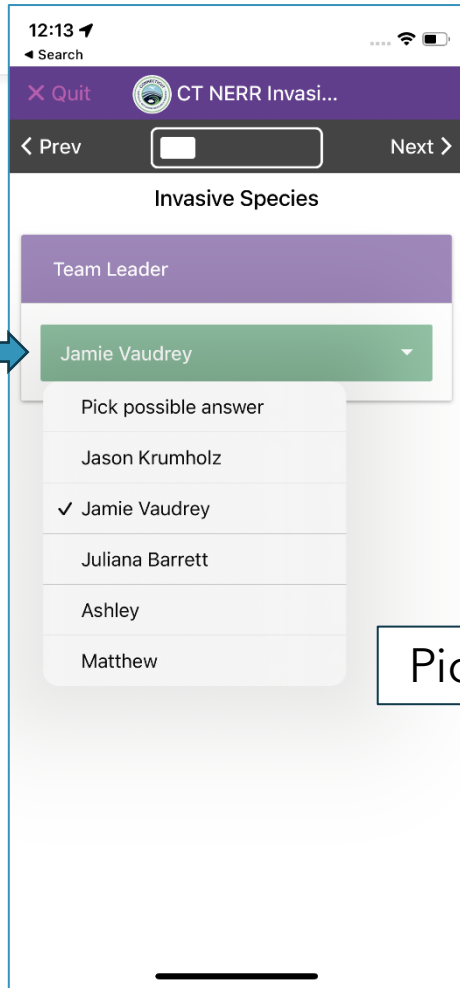 12:13
◀ Search
✕ Quit CT NERR Invasi...
< Prev Next >
Invasive Species
Team Leader
Jamie Vaudrey
Pick possible answer
Jason Krumholz
✓ Jamie Vaudrey
Juliana Barrett
Ashley
Matthew